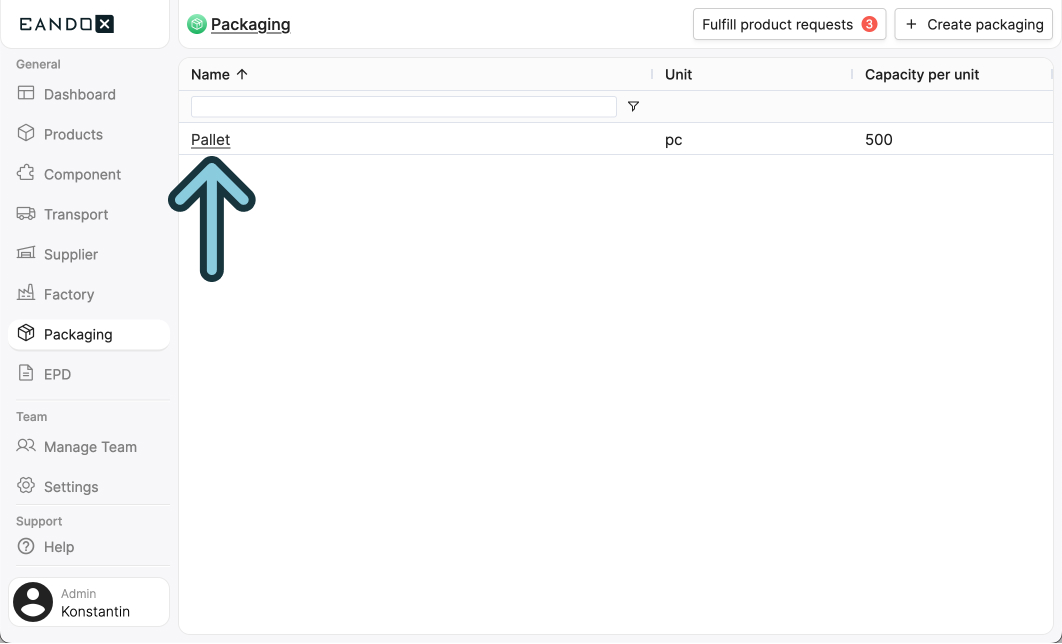 EANDOX
General
Dashboard
Products
Component
Transport
Supplier
Factory
Packaging
EPD
Team
Manage Team
Settings
Support
Help
Admin
Konstantin
Packaging
Fulfill product requests 3
+ Create packaging
Name ↑ Unit Capacity per unit
Pallet pc 500